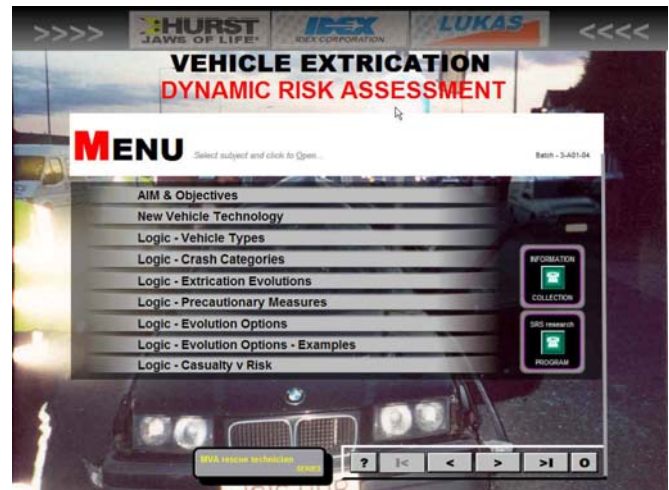 >>>> HURST IDEX LUKAS <<<<
JAWS OF LIFE® IDEX CORPORATION
VEHICLE EXTRICATION
DYNAMIC RISK ASSESSMENT
MENU Select subject and click to Open... Batch - 3-A01-04
AIM & Objectives
New Vehicle Technology
Logic - Vehicle Types
Logic - Crash Categories
Logic - Extrication Evolutions
Logic - Precautionary Measures
Logic - Evolution Options
Logic - Evolution Options - Examples
Logic - Casualty v Risk
INFORMATION
COLLECTION
SRS research
PROGRAM
MVA rescue technician
SERIES
? I< < > >I O